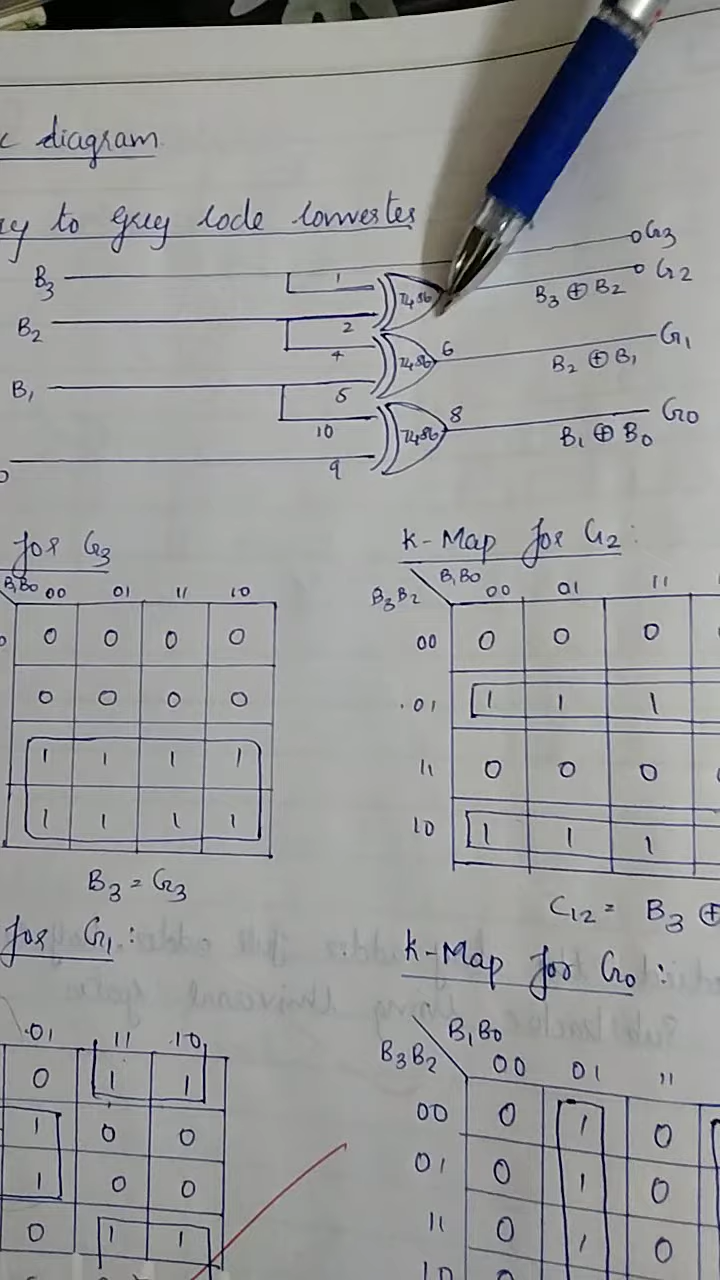 c diagram
ry to grey code converter
G3
B3 1 7486 B3 ⊕ B2 G2
B2 2
4 7486 6 B2 ⊕ B1 G1
B1 5
10 7486 8 B1 ⊕ B0 G0
9
for G3
B1B0 00 01 11 10
0 0 0 0
0 0 0 0
1 1 1 1
1 1 1 1
B3 = G3
K-Map for G2:
B3B2 B1B0 00 01 11
00 0 0 0
01 1 1 1
11 0 0 0
10 1 1 1
G2 = B3 ⊕
for G1:
01 11 10
0 1 1
1 0 0
1 0 0
0 1 1
K-Map for G0:
B3B2 B1B0 00 01 11
00 0 1 0
01 0 1 0
11 0 1 0
10